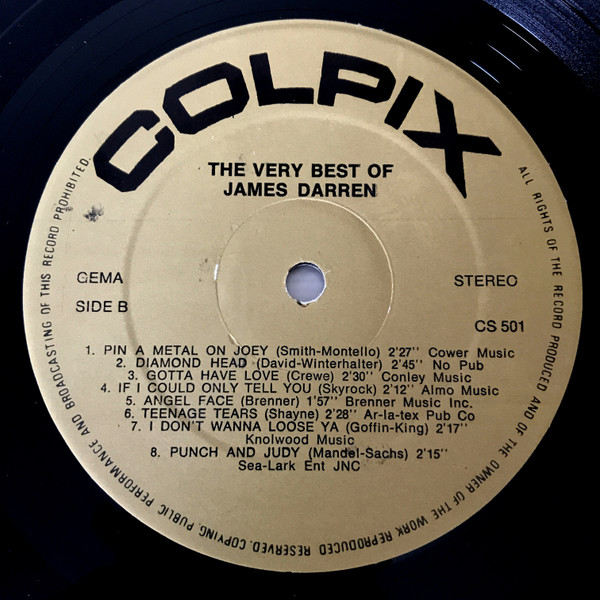 COLPIX
THE VERY BEST OF
JAMES DARREN
GEMA
STEREO
SIDE B
CS 501
1. PIN A METAL ON JOEY (Smith-Montello) 2'27'' Cower Music
2. DIAMOND HEAD (David-Winterhalter) 2'45'' No Pub
3. GOTTA HAVE LOVE (Crewe) 2'30'' Conley Music
4. IF I COULD ONLY TELL YOU (Skyrock) 2'12'' Almo Music
5. ANGEL FACE (Brenner) 1'57'' Brenner Music Inc.
6. TEENAGE TEARS (Shayne) 2'28'' Ar-la-tex Pub Co
7. I DON'T WANNA LOOSE YA (Goffin-King) 2'17''
Knolwood Music
8. PUNCH AND JUDY (Mandel-Sachs) 2'15''
Sea-Lark Ent JNC
ALL RIGHTS OF THE RECORD PRODUCED AND OF THE OWNER OF THE WORK REPRODUCED RESERVED. COPYING, PUBLIC PERFORMANCE AND BROADCASTING OF THIS RECORD PROHIBITED.